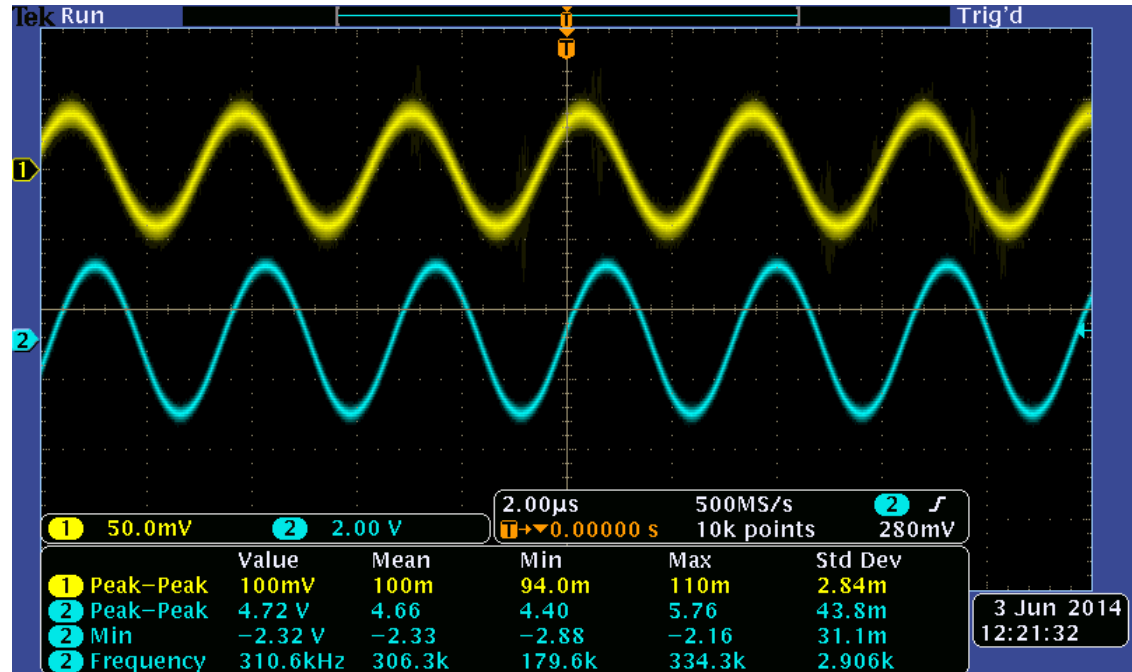 Tek Run Trig'd
T
T
1
2
1 50.0mV 2 2.00 V
2.00µs 500MS/s 2
T→▼0.00000 s 10k points 280mV
Value Mean Min Max Std Dev
1 Peak−Peak 100mV 100m 94.0m 110m 2.84m
2 Peak−Peak 4.72 V 4.66 4.40 5.76 43.8m
2 Min −2.32 V −2.33 −2.88 −2.16 31.1m
2 Frequency 310.6kHz 306.3k 179.6k 334.3k 2.906k
3 Jun 2014
12:21:32